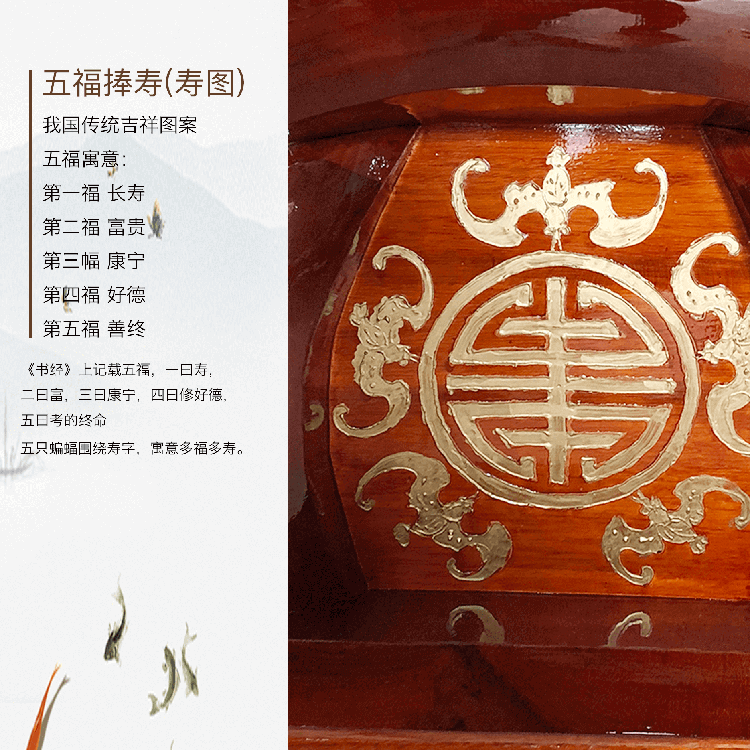 五福捧寿(寿图)
我国传统吉祥图案
五福寓意:
第一福 长寿
第二福 富贵
第三幅 康宁
第四福 好德
第五福 善终
《书经》上记载五福，一曰寿，
二曰富，三曰康宁，四曰修好德，
五曰考的终命
五只蝙蝠围绕寿字，寓意多福多寿。